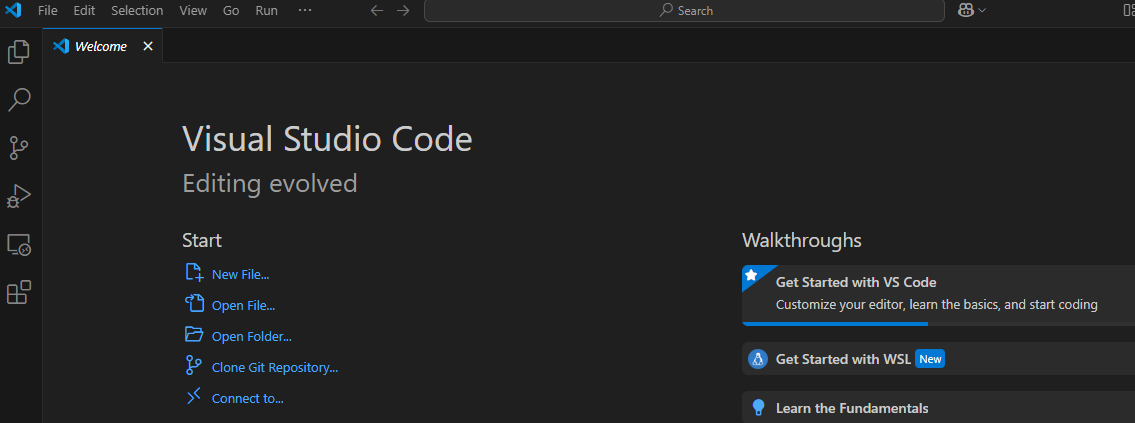 File Edit Selection View Go Run ··· Search
Welcome
Visual Studio Code
Editing evolved
Start
New File...
Open File...
Open Folder...
Clone Git Repository...
Connect to...
Walkthroughs
Get Started with VS Code
Customize your editor, learn the basics, and start coding
Get Started with WSL New
Learn the Fundamentals